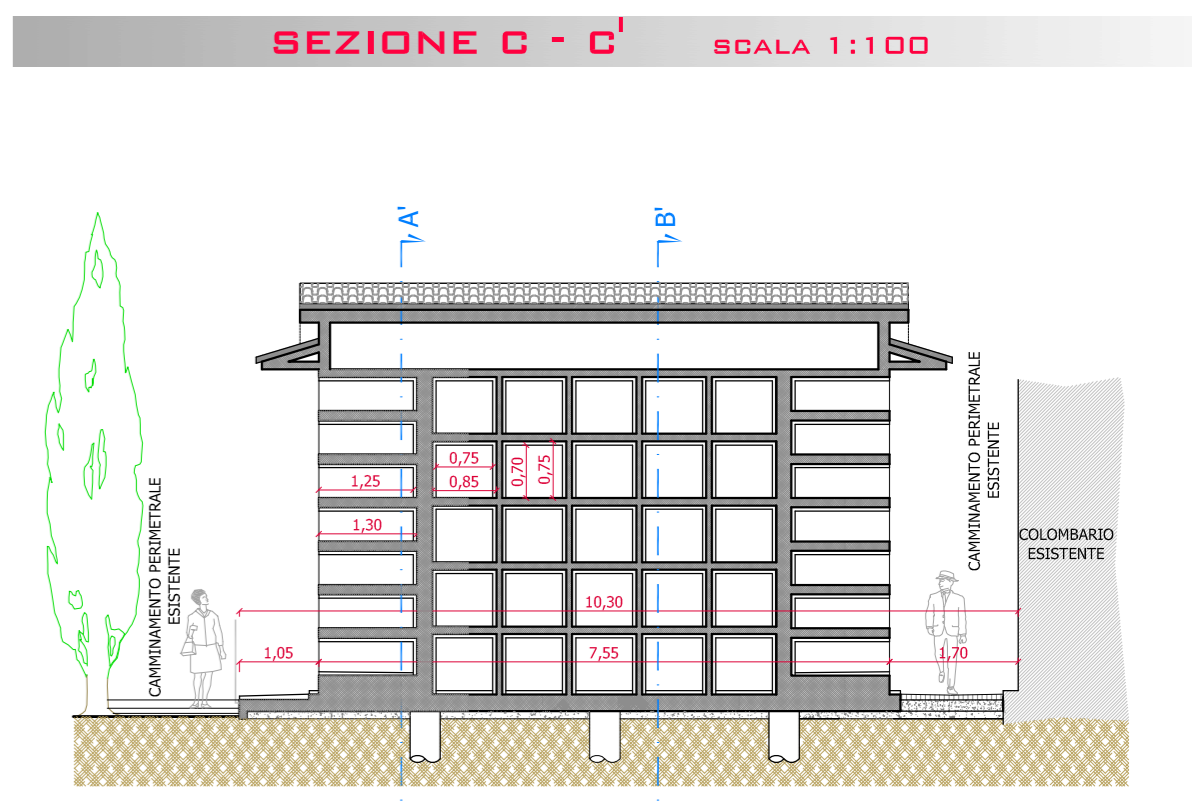 SEZIONE C - C' SCALA 1:100
A'
B'
CAMMINAMENTO PERIMETRALE
ESISTENTE
CAMMINAMENTO PERIMETRALE
ESISTENTE
COLOMBARIO
ESISTENTE
0,75
0,85
0,70
0,75
1,25
1,30
10,30
1,05
7,55
1,70